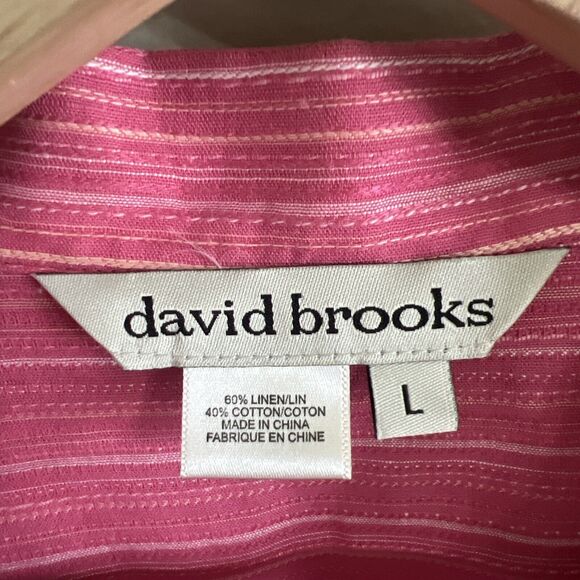 david brooks
60% LINEN/LIN
40% COTTON/COTON
MADE IN CHINA
FABRIQUE EN CHINE
L